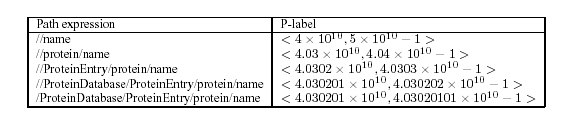 Path expression P-label
//name < 4 × 10^10, 5 × 10^10 − 1 >
//protein/name < 4.03 × 10^10, 4.04 × 10^10 − 1 >
//ProteinEntry/protein/name < 4.0302 × 10^10, 4.0303 × 10^10 − 1 >
//ProteinDatabase/ProteinEntry/protein/name < 4.030201 × 10^10, 4.030202 × 10^10 − 1 >
/ProteinDatabase/ProteinEntry/protein/name < 4.030201 × 10^10, 4.03020101 × 10^10 − 1 >